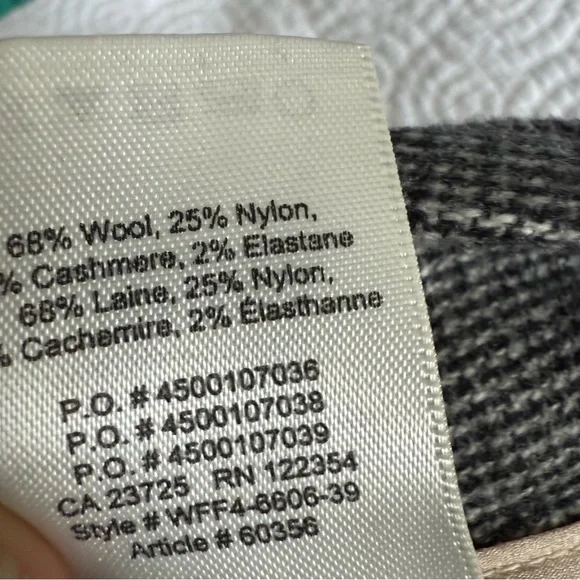 68% Wool, 25% Nylon,
% Cashmere, 2% Elastane
68% Laine, 25% Nylon,
% Cachemire, 2% Élasthanne
P.O. # 4500107036
P.O. # 4500107038
P.O. # 4500107039
CA 23725 RN 122354
Style # WFF4-6606-39
Article # 60356